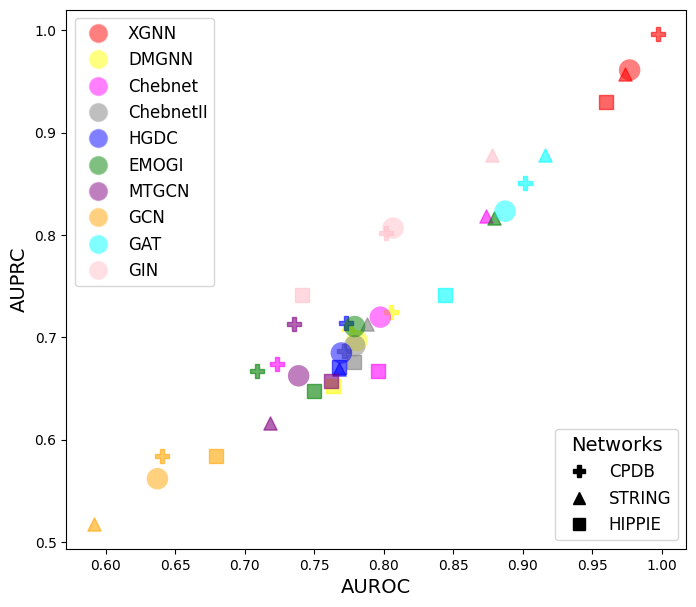 1.0
0.9
0.8
0.7
0.6
0.5
AUPRC
XGNN
DMGNN
Chebnet
ChebnetII
HGDC
EMOGI
MTGCN
GCN
GAT
GIN
Networks
CPDB
STRING
HIPPIE
0.60 0.65 0.70 0.75 0.80 0.85 0.90 0.95 1.00
AUROC